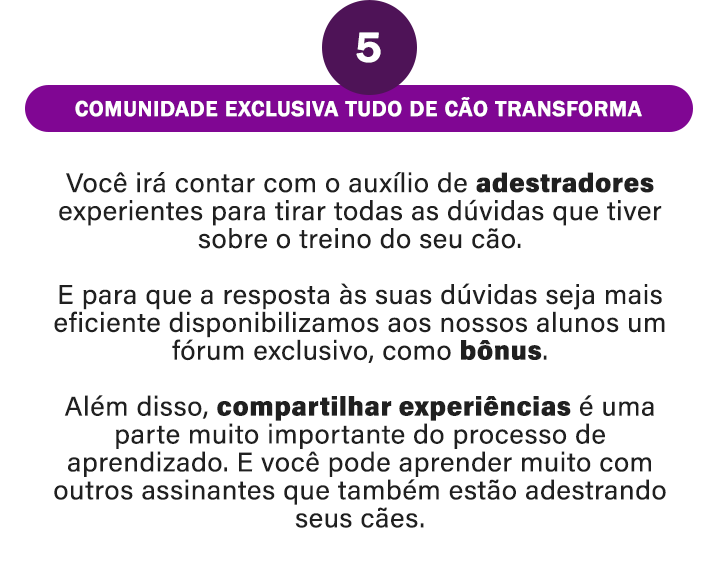 5
COMUNIDADE EXCLUSIVA TUDO DE CÃO TRANSFORMA
Você irá contar com o auxílio de adestradores
experientes para tirar todas as dúvidas que tiver
sobre o treino do seu cão.
E para que a resposta às suas dúvidas seja mais
eficiente disponibilizamos aos nossos alunos um
fórum exclusivo, como bônus.
Além disso, compartilhar experiências é uma
parte muito importante do processo de
aprendizado. E você pode aprender muito com
outros assinantes que também estão adestrando
seus cães.